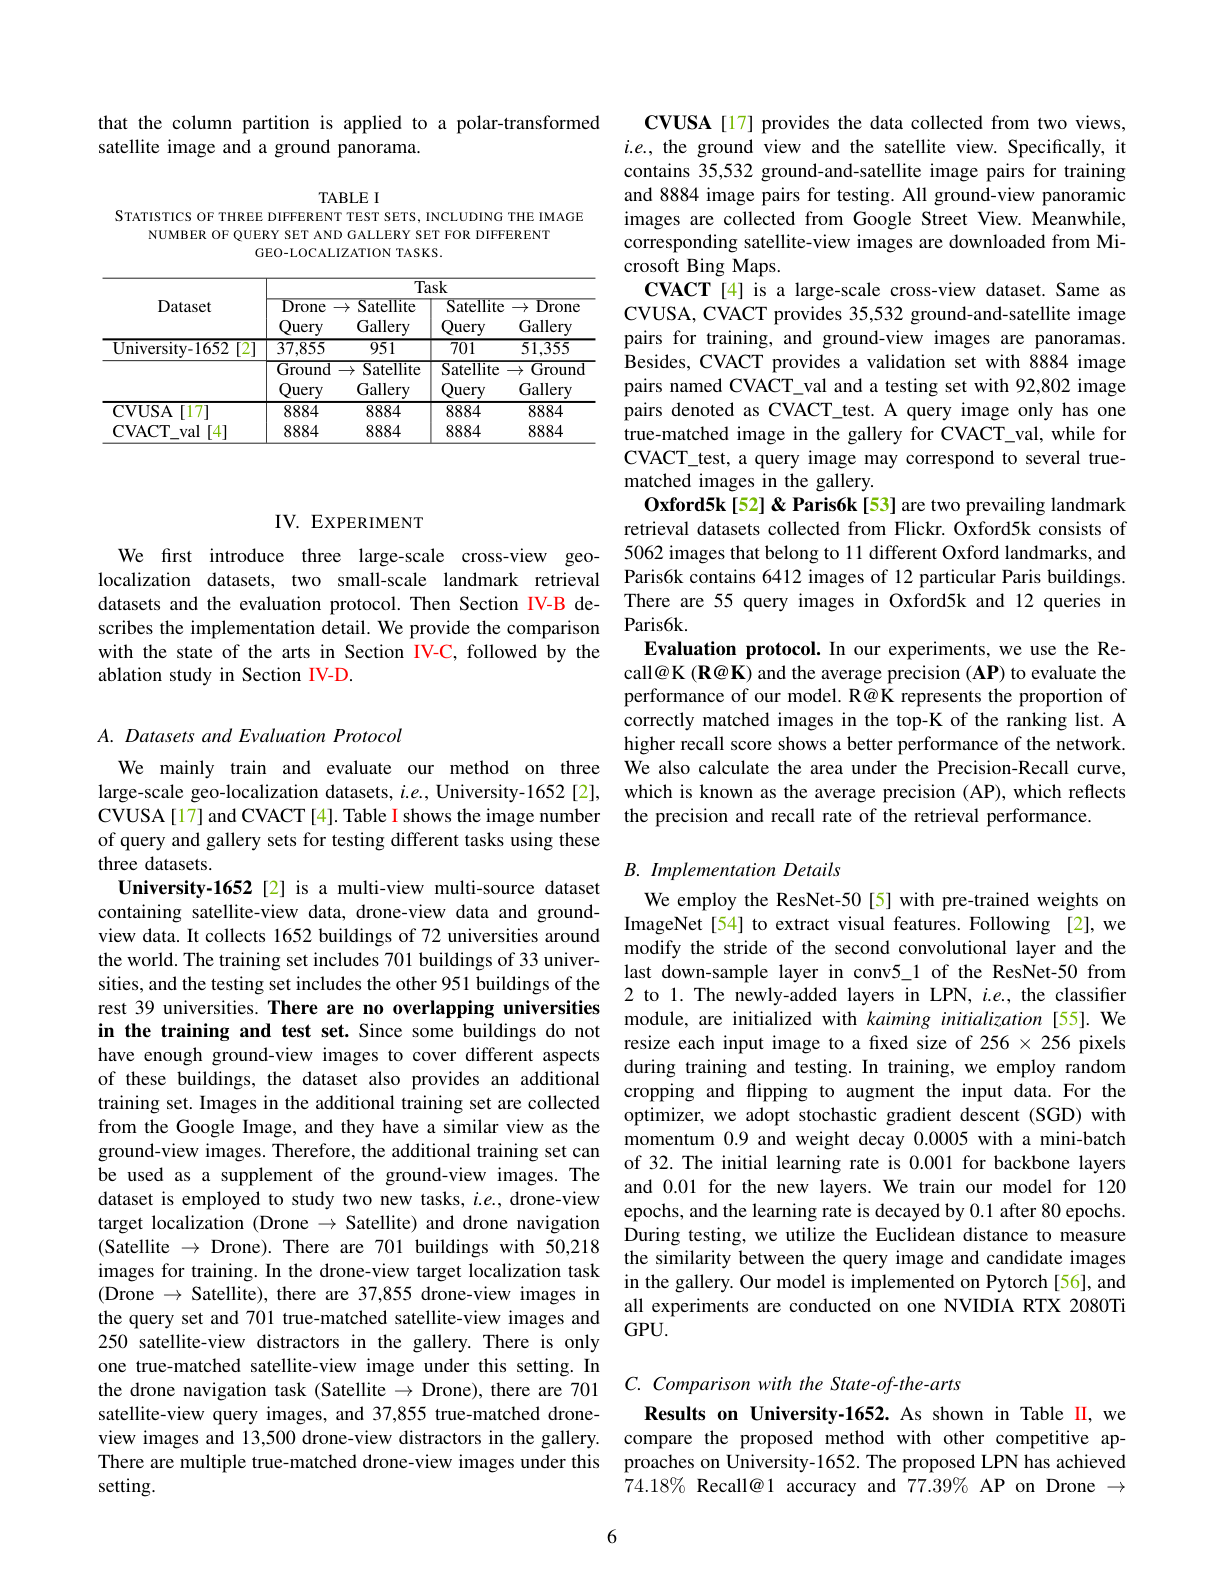 that the column partition is applied to a polar-transformed
satellite image and a ground panorama.
TABLE I
STATISTICS OF THREE DIFFERENT TEST SETS, INCLUDING THE IMAGE
NUMBER OF QUERY SET AND GALLERY SET FOR DIFFERENT
GEO-LOCALIZATION TASKS.
Task
Dataset Drone → Satellite Satellite → Drone
Query Gallery Query Gallery
University-1652 [2] 37,855 951 701 51,355
Ground → Satellite Satellite → Ground
Query Gallery Query Gallery
CVUSA [17] 8884 8884 8884 8884
CVACT_val [4] 8884 8884 8884 8884
IV. EXPERIMENT
We first introduce three large-scale cross-view geo-
localization datasets, two small-scale landmark retrieval
datasets and the evaluation protocol. Then Section IV-B de-
scribes the implementation detail. We provide the comparison
with the state of the arts in Section IV-C, followed by the
ablation study in Section IV-D.
A. Datasets and Evaluation Protocol
We mainly train and evaluate our method on three
large-scale geo-localization datasets, i.e., University-1652 [2],
CVUSA [17] and CVACT [4]. Table I shows the image number
of query and gallery sets for testing different tasks using these
three datasets.
University-1652 [2] is a multi-view multi-source dataset
containing satellite-view data, drone-view data and ground-
view data. It collects 1652 buildings of 72 universities around
the world. The training set includes 701 buildings of 33 univer-
sities, and the testing set includes the other 951 buildings of the
rest 39 universities. There are no overlapping universities
in the training and test set. Since some buildings do not
have enough ground-view images to cover different aspects
of these buildings, the dataset also provides an additional
training set. Images in the additional training set are collected
from the Google Image, and they have a similar view as the
ground-view images. Therefore, the additional training set can
be used as a supplement of the ground-view images. The
dataset is employed to study two new tasks, i.e., drone-view
target localization (Drone → Satellite) and drone navigation
(Satellite → Drone). There are 701 buildings with 50,218
images for training. In the drone-view target localization task
(Drone → Satellite), there are 37,855 drone-view images in
the query set and 701 true-matched satellite-view images and
250 satellite-view distractors in the gallery. There is only
one true-matched satellite-view image under this setting. In
the drone navigation task (Satellite → Drone), there are 701
satellite-view query images, and 37,855 true-matched drone-
view images and 13,500 drone-view distractors in the gallery.
There are multiple true-matched drone-view images under this
setting.
CVUSA [17] provides the data collected from two views,
i.e., the ground view and the satellite view. Specifically, it
contains 35,532 ground-and-satellite image pairs for training
and 8884 image pairs for testing. All ground-view panoramic
images are collected from Google Street View. Meanwhile,
corresponding satellite-view images are downloaded from Mi-
crosoft Bing Maps.
CVACT [4] is a large-scale cross-view dataset. Same as
CVUSA, CVACT provides 35,532 ground-and-satellite image
pairs for training, and ground-view images are panoramas.
Besides, CVACT provides a validation set with 8884 image
pairs named CVACT_val and a testing set with 92,802 image
pairs denoted as CVACT_test. A query image only has one
true-matched image in the gallery for CVACT_val, while for
CVACT_test, a query image may correspond to several true-
matched images in the gallery.
Oxford5k [52] & Paris6k [53] are two prevailing landmark
retrieval datasets collected from Flickr. Oxford5k consists of
5062 images that belong to 11 different Oxford landmarks, and
Paris6k contains 6412 images of 12 particular Paris buildings.
There are 55 query images in Oxford5k and 12 queries in
Paris6k.
Evaluation protocol. In our experiments, we use the Re-
call@K (R@K) and the average precision (AP) to evaluate the
performance of our model. R@K represents the proportion of
correctly matched images in the top-K of the ranking list. A
higher recall score shows a better performance of the network.
We also calculate the area under the Precision-Recall curve,
which is known as the average precision (AP), which reflects
the precision and recall rate of the retrieval performance.
B. Implementation Details
We employ the ResNet-50 [5] with pre-trained weights on
ImageNet [54] to extract visual features. Following [2], we
modify the stride of the second convolutional layer and the
last down-sample layer in conv5_1 of the ResNet-50 from
2 to 1. The newly-added layers in LPN, i.e., the classifier
module, are initialized with kaiming initialization [55]. We
resize each input image to a fixed size of 256 × 256 pixels
during training and testing. In training, we employ random
cropping and flipping to augment the input data. For the
optimizer, we adopt stochastic gradient descent (SGD) with
momentum 0.9 and weight decay 0.0005 with a mini-batch
of 32. The initial learning rate is 0.001 for backbone layers
and 0.01 for the new layers. We train our model for 120
epochs, and the learning rate is decayed by 0.1 after 80 epochs.
During testing, we utilize the Euclidean distance to measure
the similarity between the query image and candidate images
in the gallery. Our model is implemented on Pytorch [56], and
all experiments are conducted on one NVIDIA RTX 2080Ti
GPU.
C. Comparison with the State-of-the-arts
Results on University-1652. As shown in Table II, we
compare the proposed method with other competitive ap-
proaches on University-1652. The proposed LPN has achieved
74.18% Recall@1 accuracy and 77.39% AP on Drone →
6